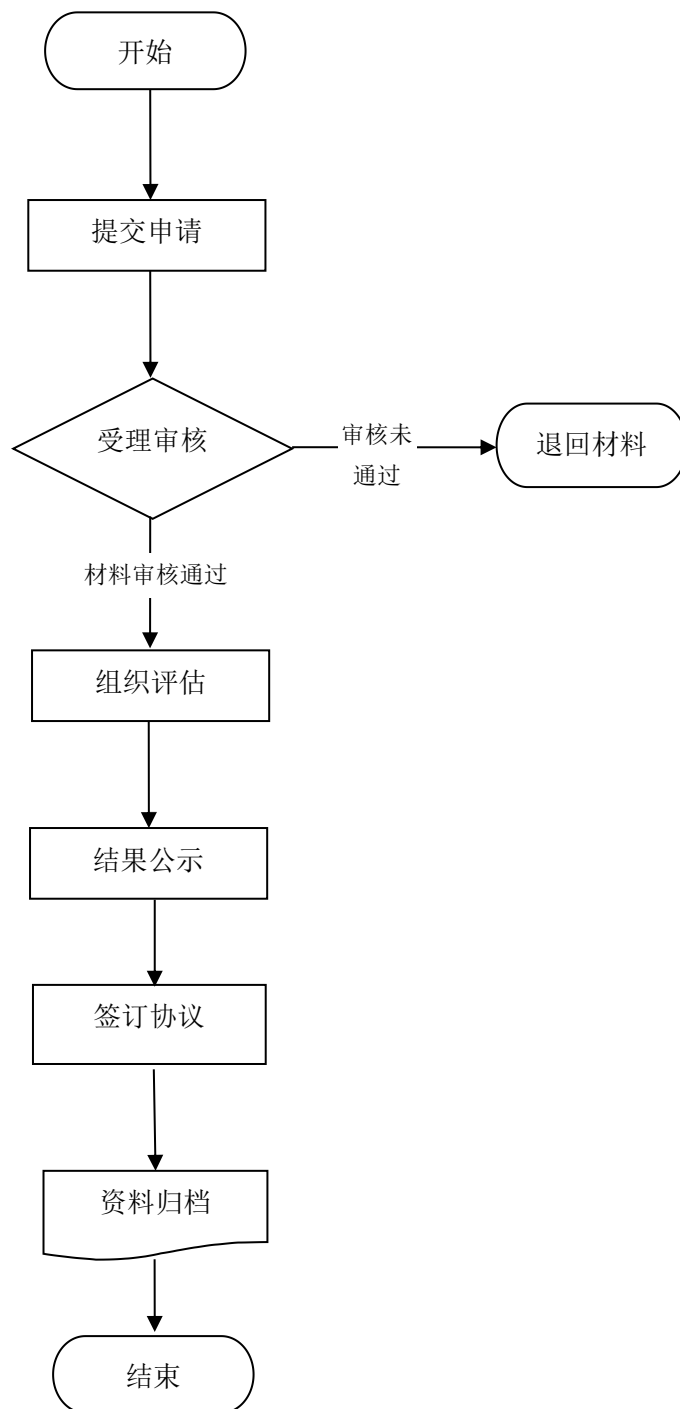 开始
提交申请
受理审核
审核未
通过
退回材料
材料审核通过
组织评估
结果公示
签订协议
资料归档
结束